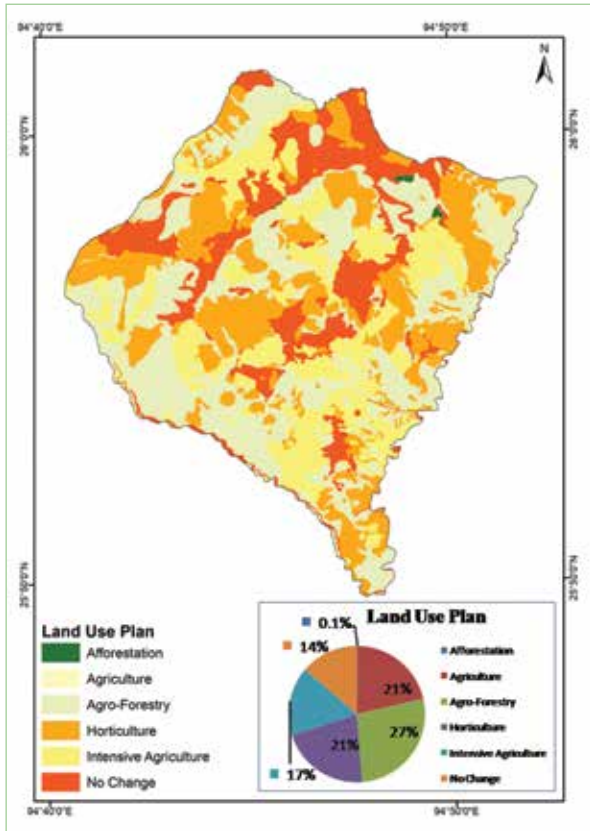 94°40'0"E
94°50'0"E
N
26°0'0"N
26°0'0"N
25°50'0"N
25°50'0"N
Land Use Plan
Afforestation
Agriculture
Agro-Forestry
Horticulture
Intensive Agriculture
No Change
Land Use Plan
0.1%
14%
21%
27%
21%
17%
Afforestation
Agriculture
Agro-Forestry
Horticulture
Intensive Agriculture
No Change
94°40'0"E
94°50'0"E